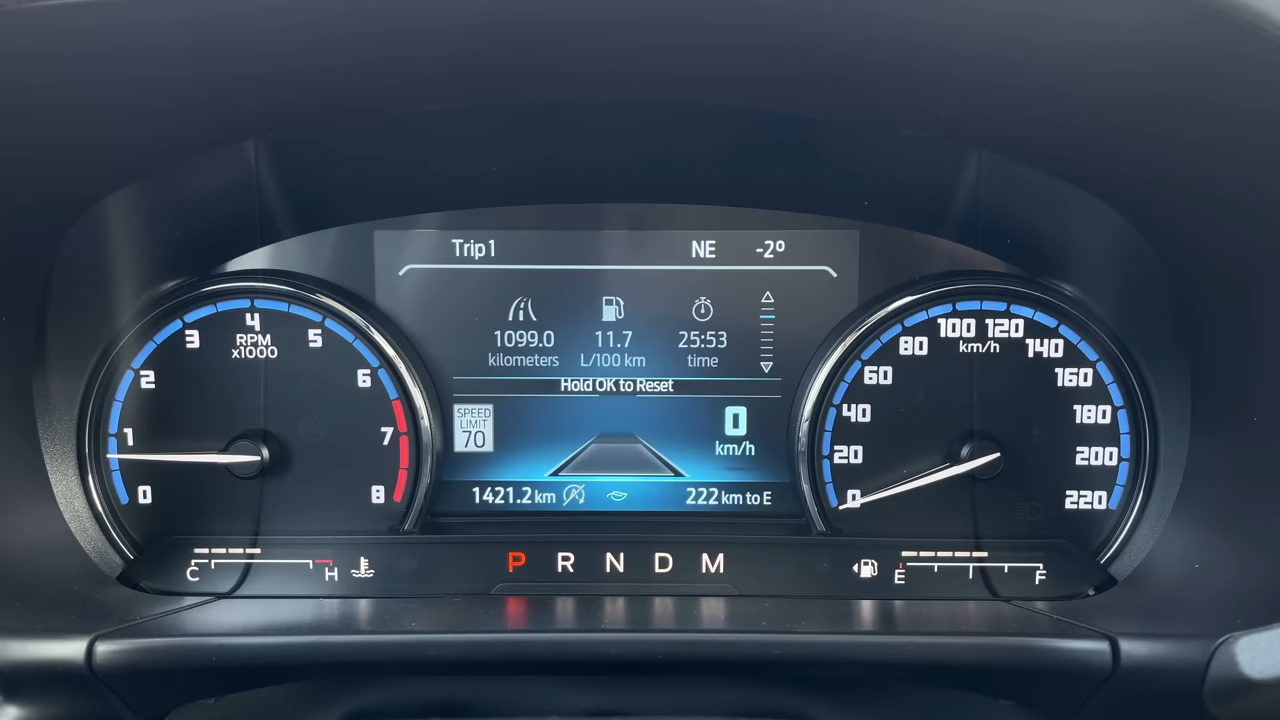 Trip 1 NE -2º
1099.0 11.7 25:53
kilometers L/100 km time
Hold OK to Reset
SPEED
LIMIT
70
0
km/h
1421.2 km 222 km to E
0 1 2 3 4 5 6 7 8
RPM
x1000
0 20 40 60 80 100 120 140 160 180 200 220
km/h
C H
P R N D M
E F